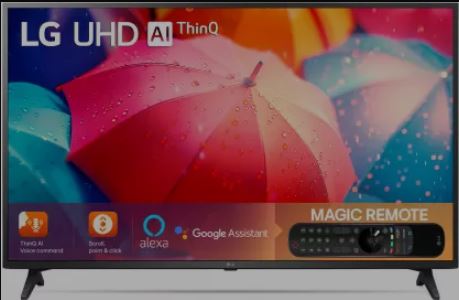 LG UHD AI ThinQ
ThinQ AI
Voice command
Scroll,
point & click
alexa
Google Assistant
MAGIC REMOTE
LG